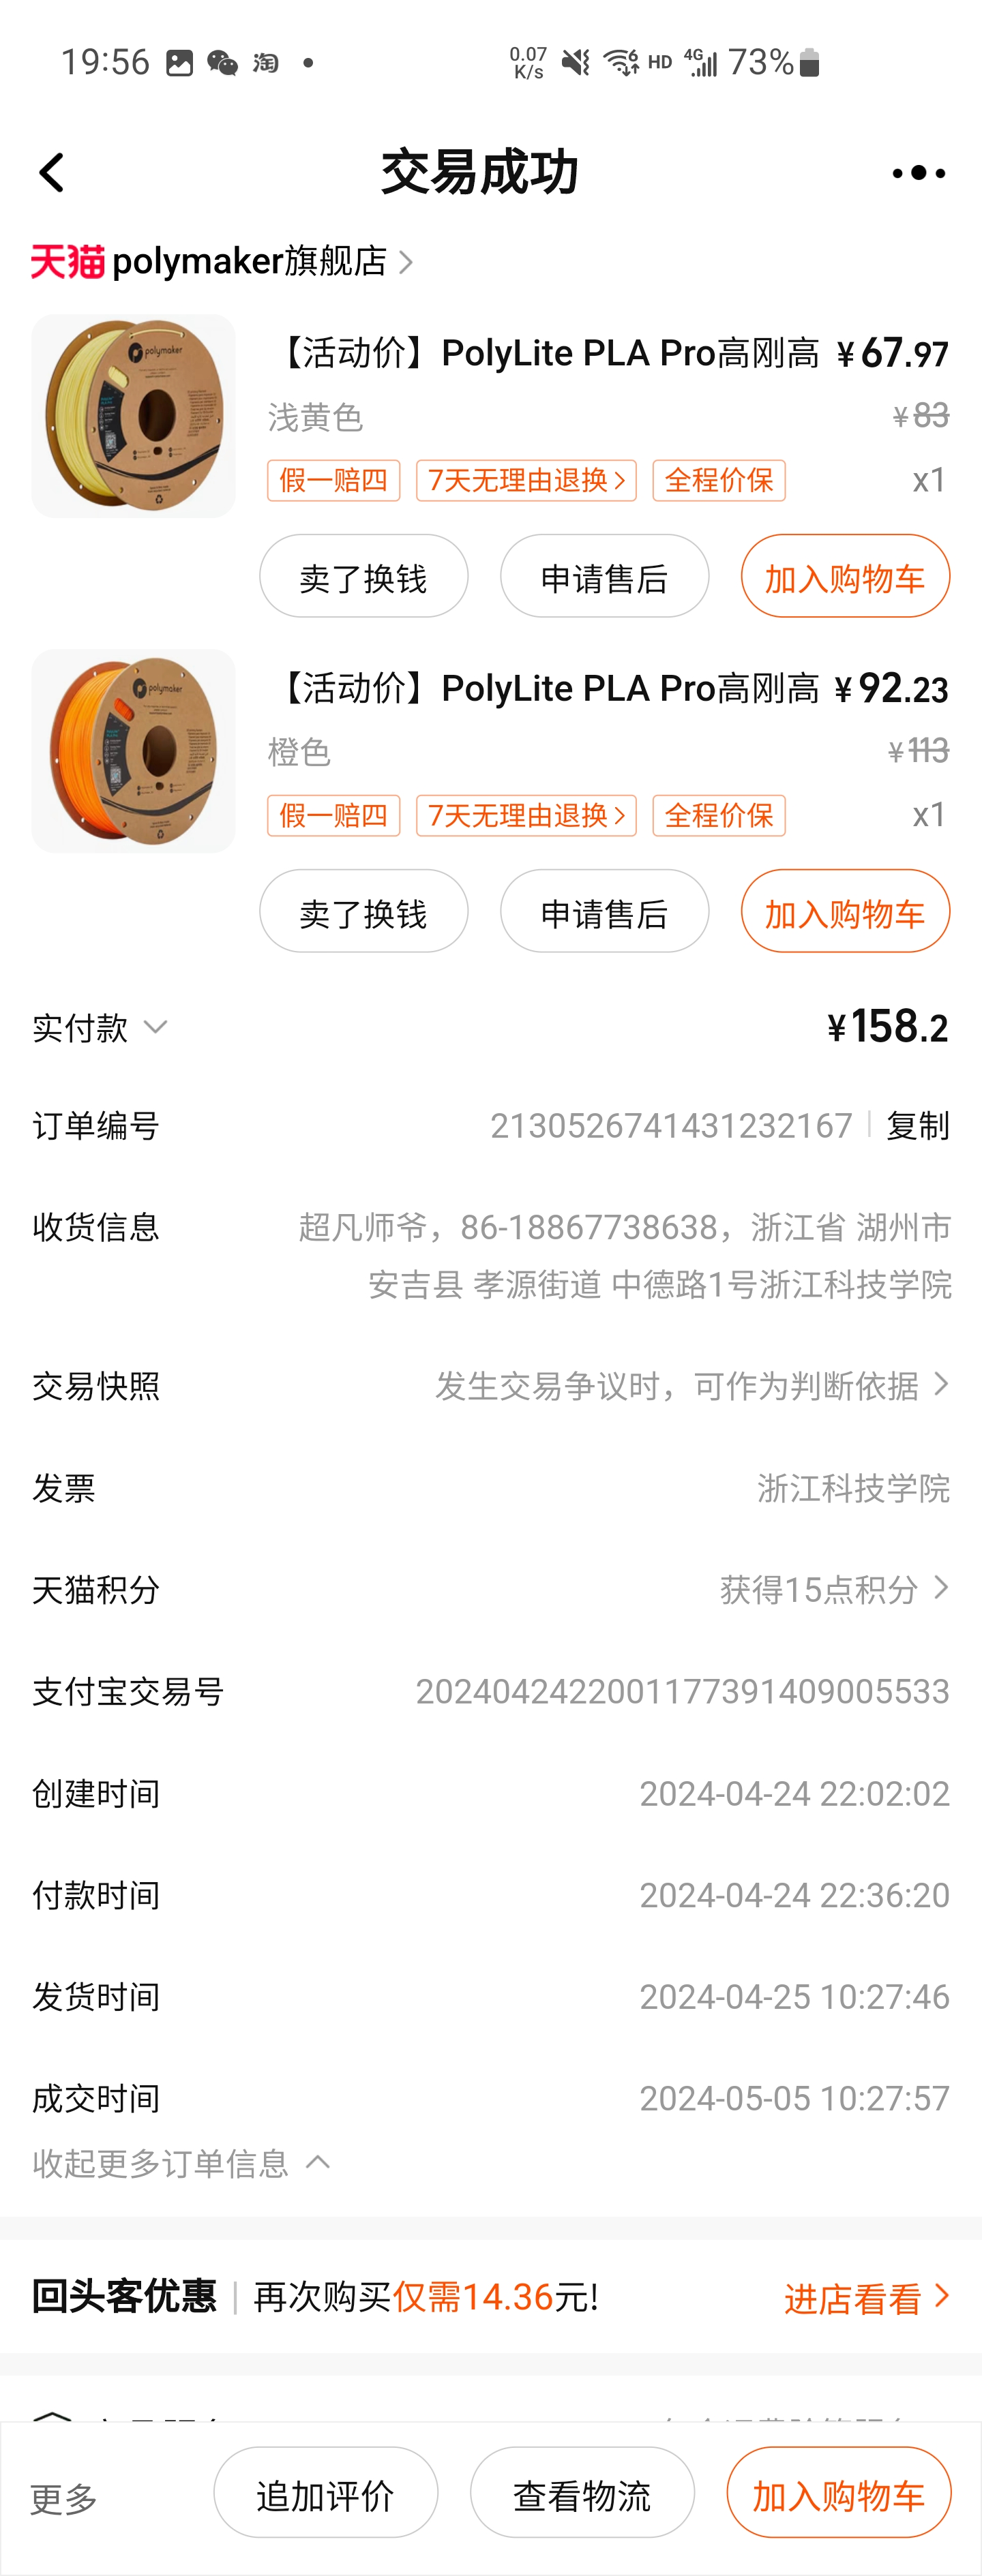 19:56 淘
0.07 K/s HD 4G 73%
交易成功
天猫 polymaker旗舰店
【活动价】PolyLite PLA Pro高刚高 ¥67.97
浅黄色 ¥83
假一赔四 7天无理由退换 全程价保 x1
卖了换钱 申请售后 加入购物车
【活动价】PolyLite PLA Pro高刚高 ¥92.23
橙色 ¥113
假一赔四 7天无理由退换 全程价保 x1
卖了换钱 申请售后 加入购物车
实付款 ¥158.2
订单编号 2130526741431232167 复制
收货信息 超凡师爷，86-18867738638，浙江省 湖州市
安吉县 孝源街道 中德路1号浙江科技学院
交易快照 发生交易争议时，可作为判断依据
发票 浙江科技学院
天猫积分 获得15点积分
支付宝交易号 2024042422001177391409005533
创建时间 2024-04-24 22:02:02
付款时间 2024-04-24 22:36:20
发货时间 2024-04-25 10:27:46
成交时间 2024-05-05 10:27:57
收起更多订单信息
回头客优惠 再次购买仅需14.36元! 进店看看
更多 追加评价 查看物流 加入购物车